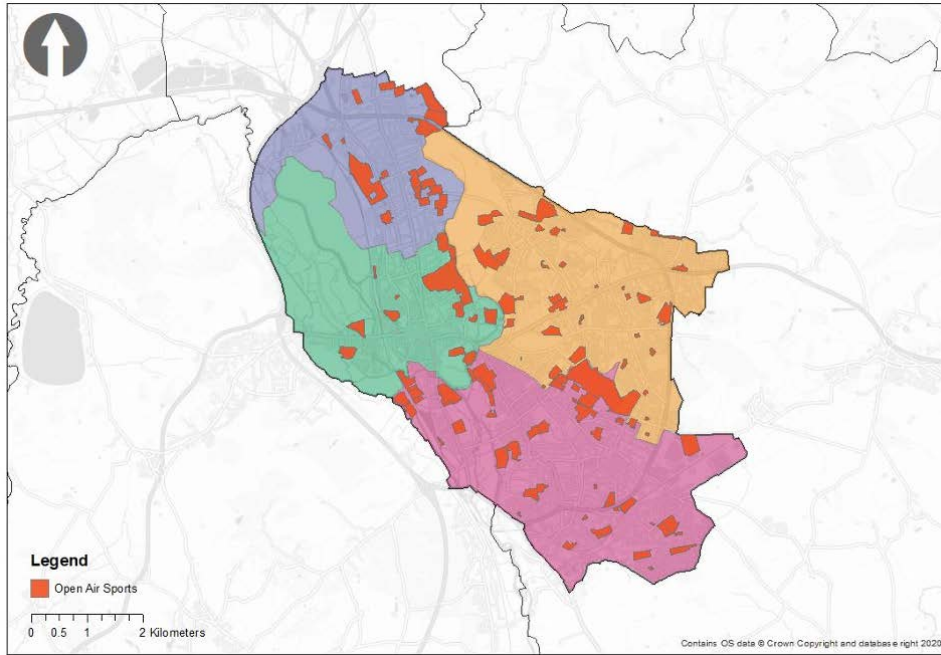 Legend
Open Air Sports
0 0.5 1 2 Kilometers
Contains OS data © Crown Copyright and database right 2020